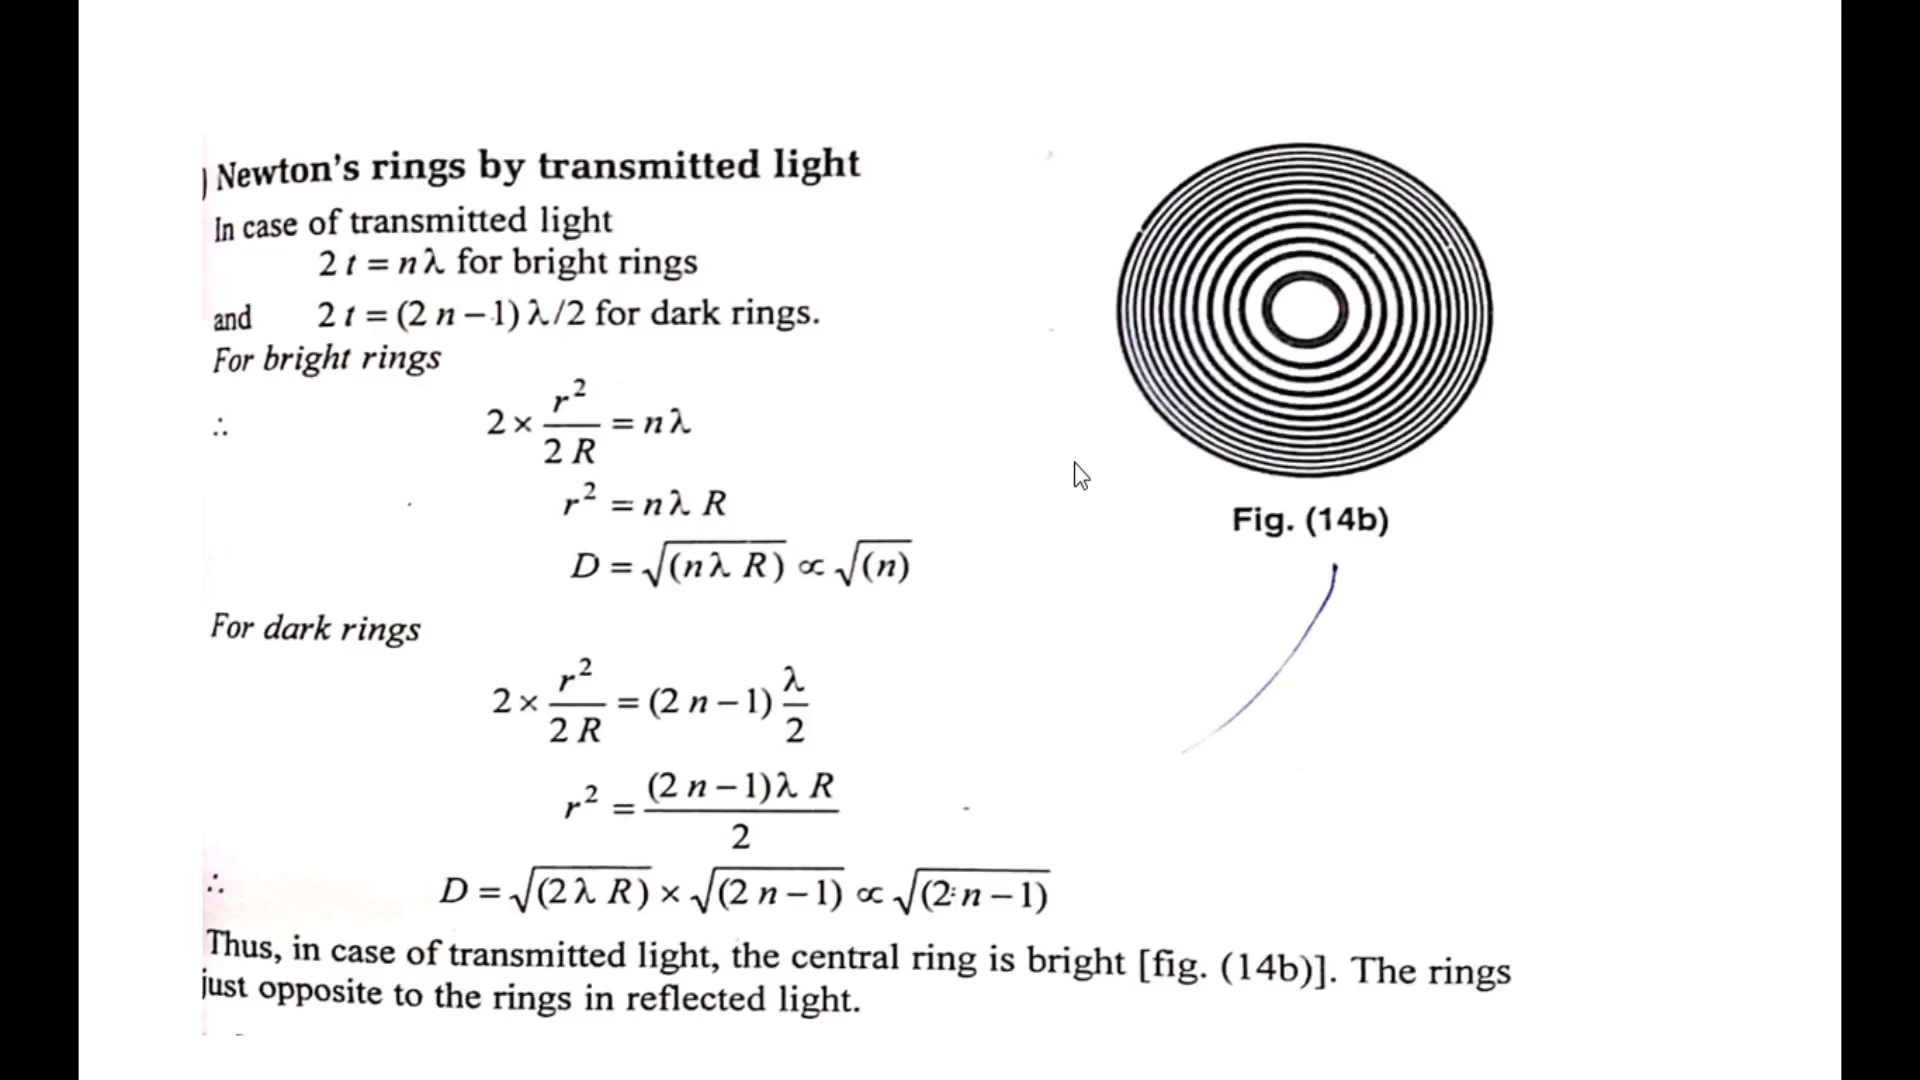 Newton's rings by transmitted light
In case of transmitted light
2 t = n λ for bright rings
and 2 t = (2 n – 1) λ/2 for dark rings.
For bright rings
∴ 2 × r²/2 R = n λ
r² = n λ R
D = √(n λ R) ∝ √(n)
For dark rings
2 × r²/2 R = (2 n – 1) λ/2
r² = (2 n – 1) λ R/2
∴ D = √(2 λ R) × √(2 n – 1) ∝ √(2 n – 1)
Thus, in case of transmitted light, the central ring is bright [fig. (14b)]. The rings
just opposite to the rings in reflected light.
Fig. (14b)